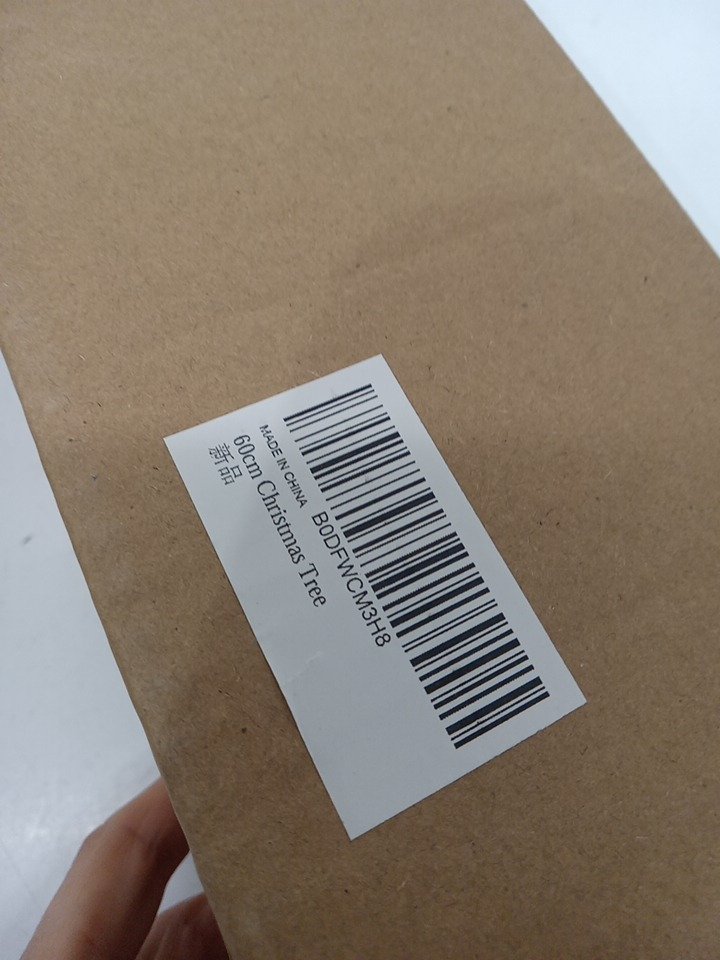 B0DFWCM3H8
MADE IN CHINA
60cm Christmas Tree
新品